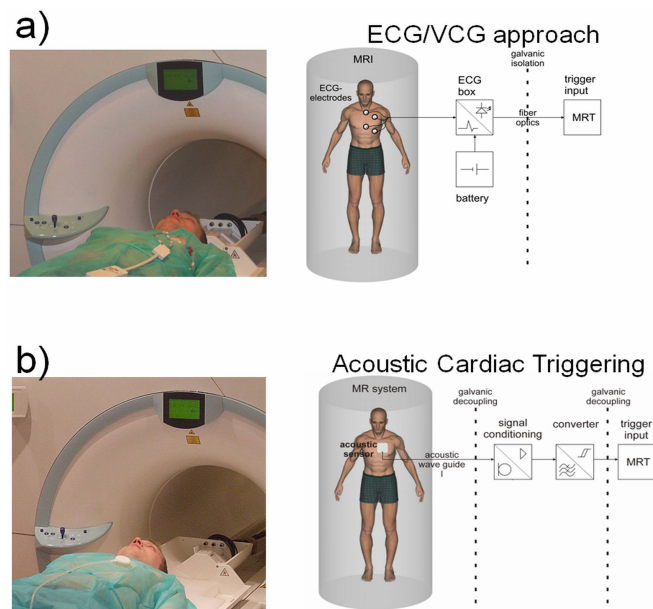 a)
ECG/VCG approach
MRI
ECG-
electrodes
ECG
box
galvanic
isolation
fiber
optics
trigger
input
MRT
battery
b)
Acoustic Cardiac Triggering
MR system
acoustic
sensor
acoustic
wave guide
l
galvanic
decoupling
signal
conditioning
converter
galvanic
decoupling
trigger
input
MRT